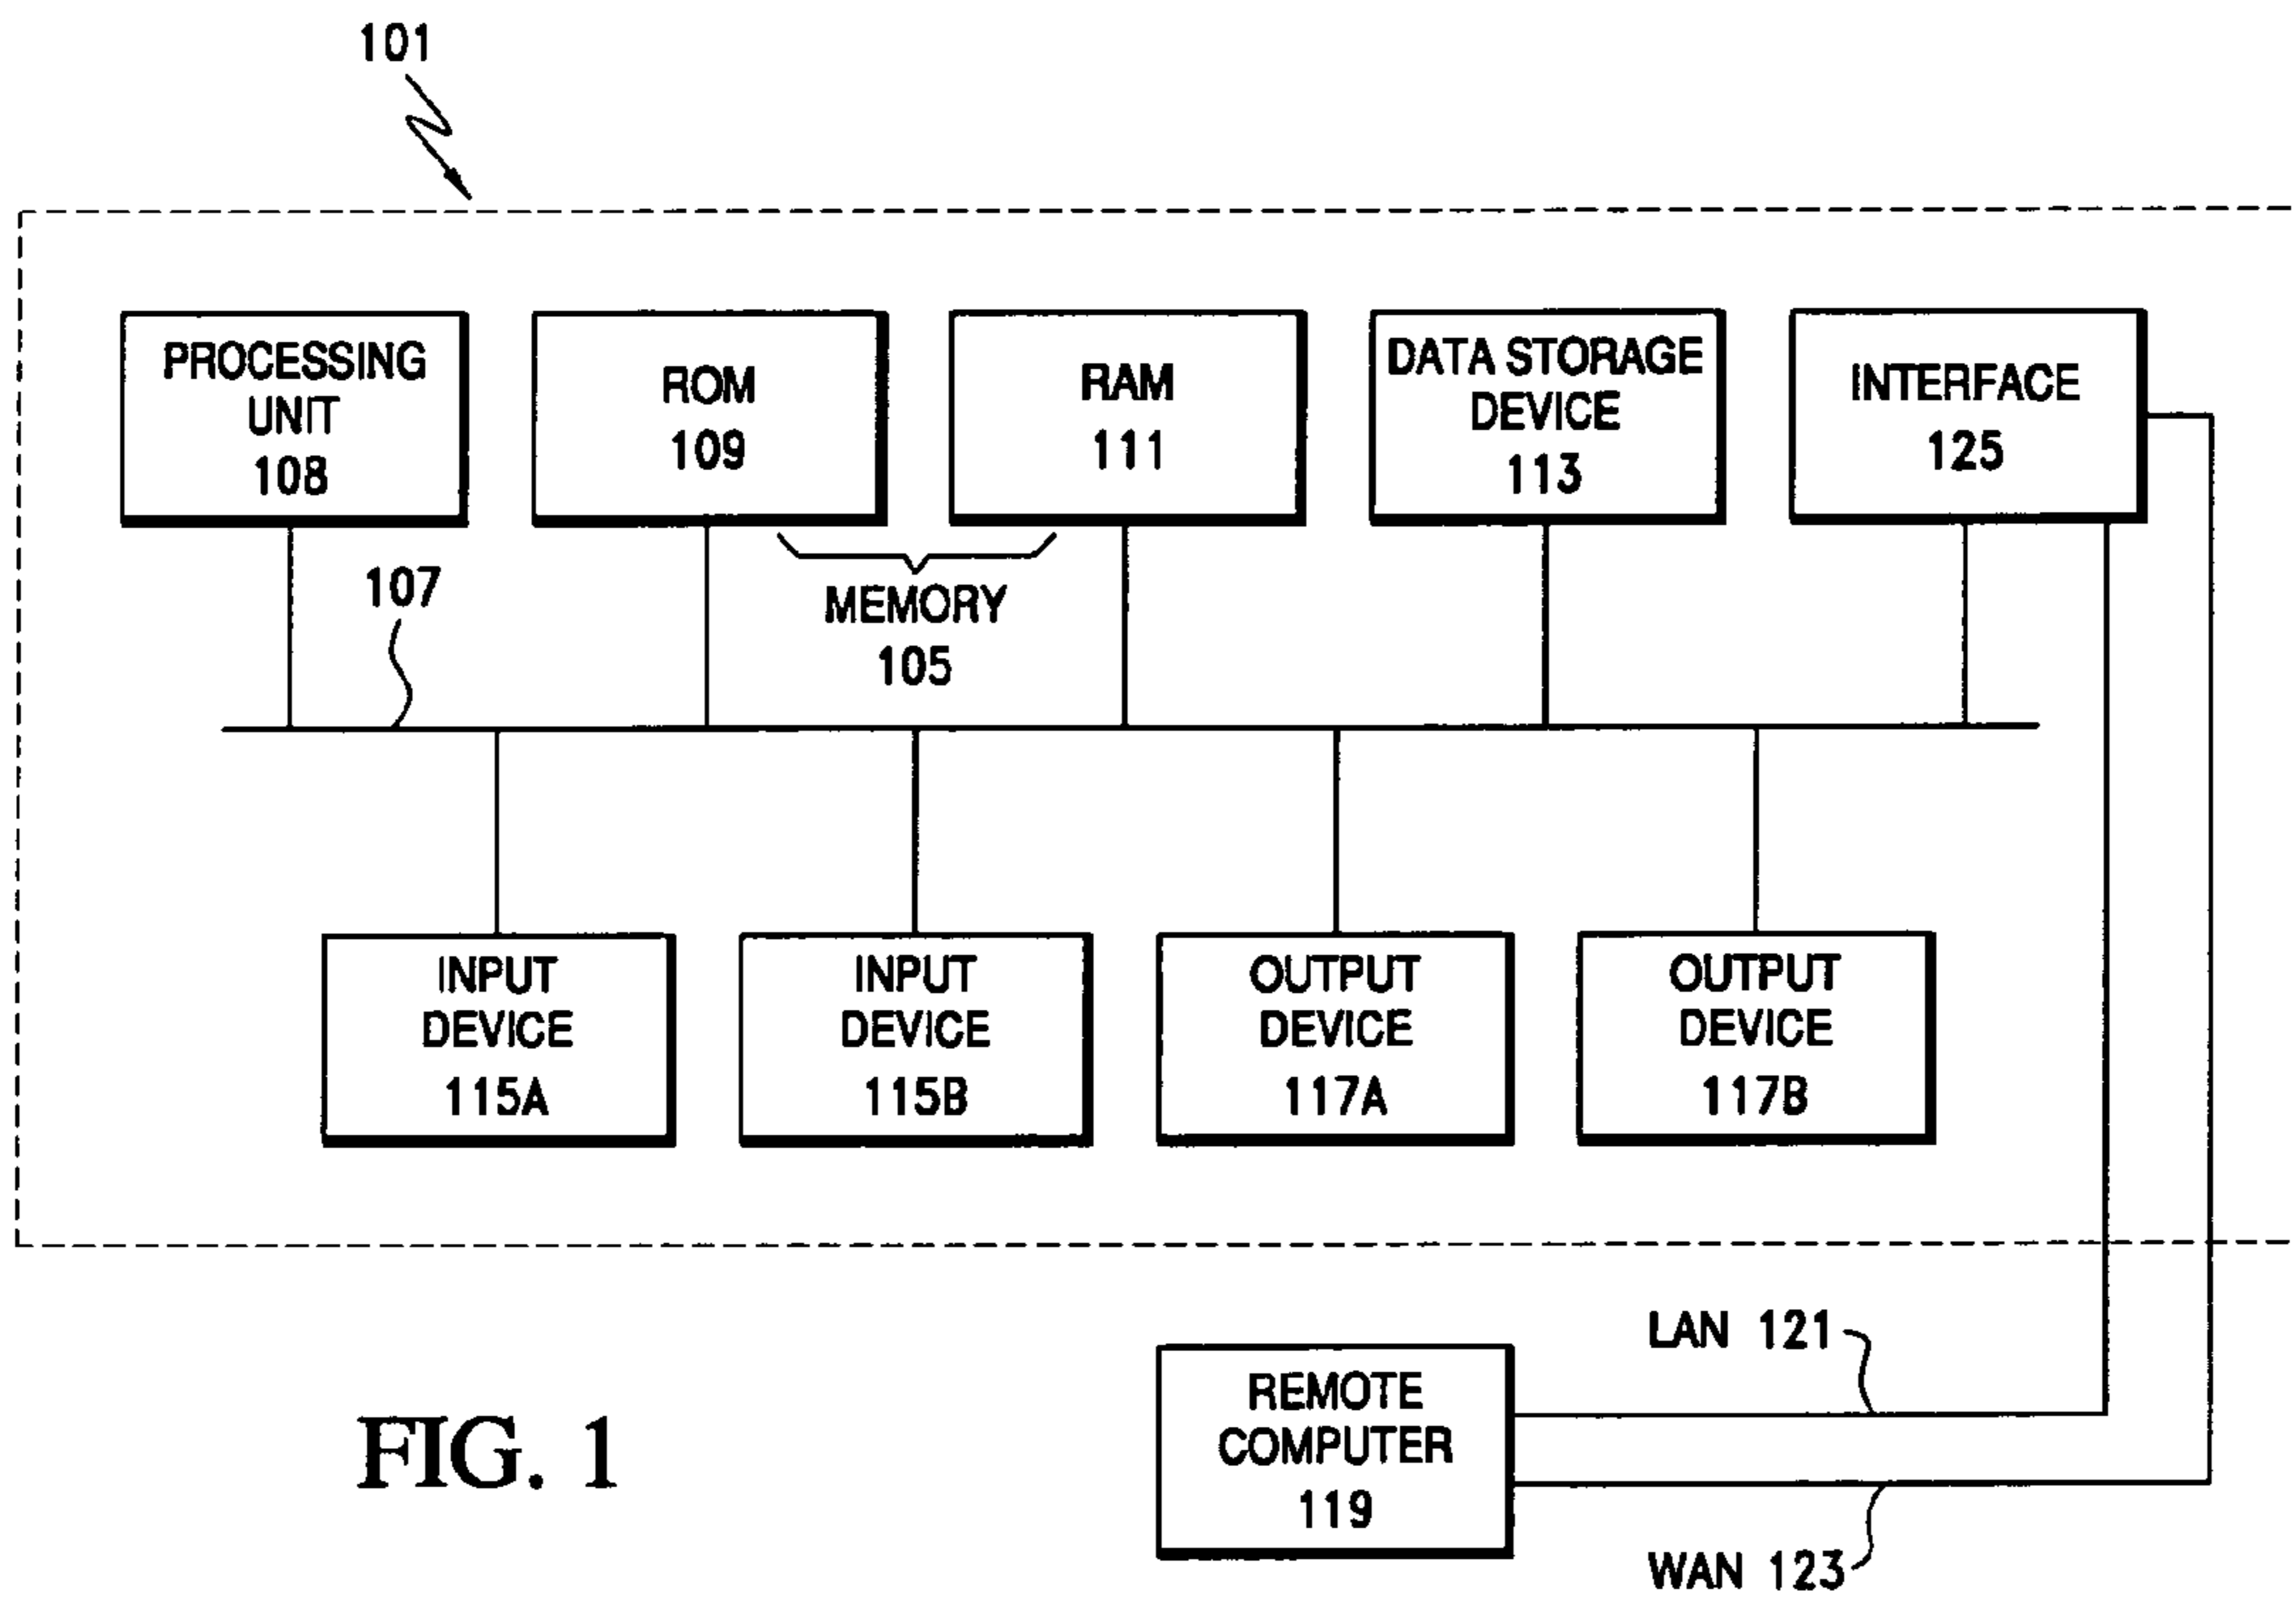 101
PROCESSING
UNIT
108
ROM
109
RAM
111
DATA STORAGE
DEVICE
113
INTERFACE
125
107
MEMORY
105
INPUT
DEVICE
115A
INPUT
DEVICE
115B
OUTPUT
DEVICE
117A
OUTPUT
DEVICE
117B
LAN 121
REMOTE
COMPUTER
119
WAN 123
FIG. 1